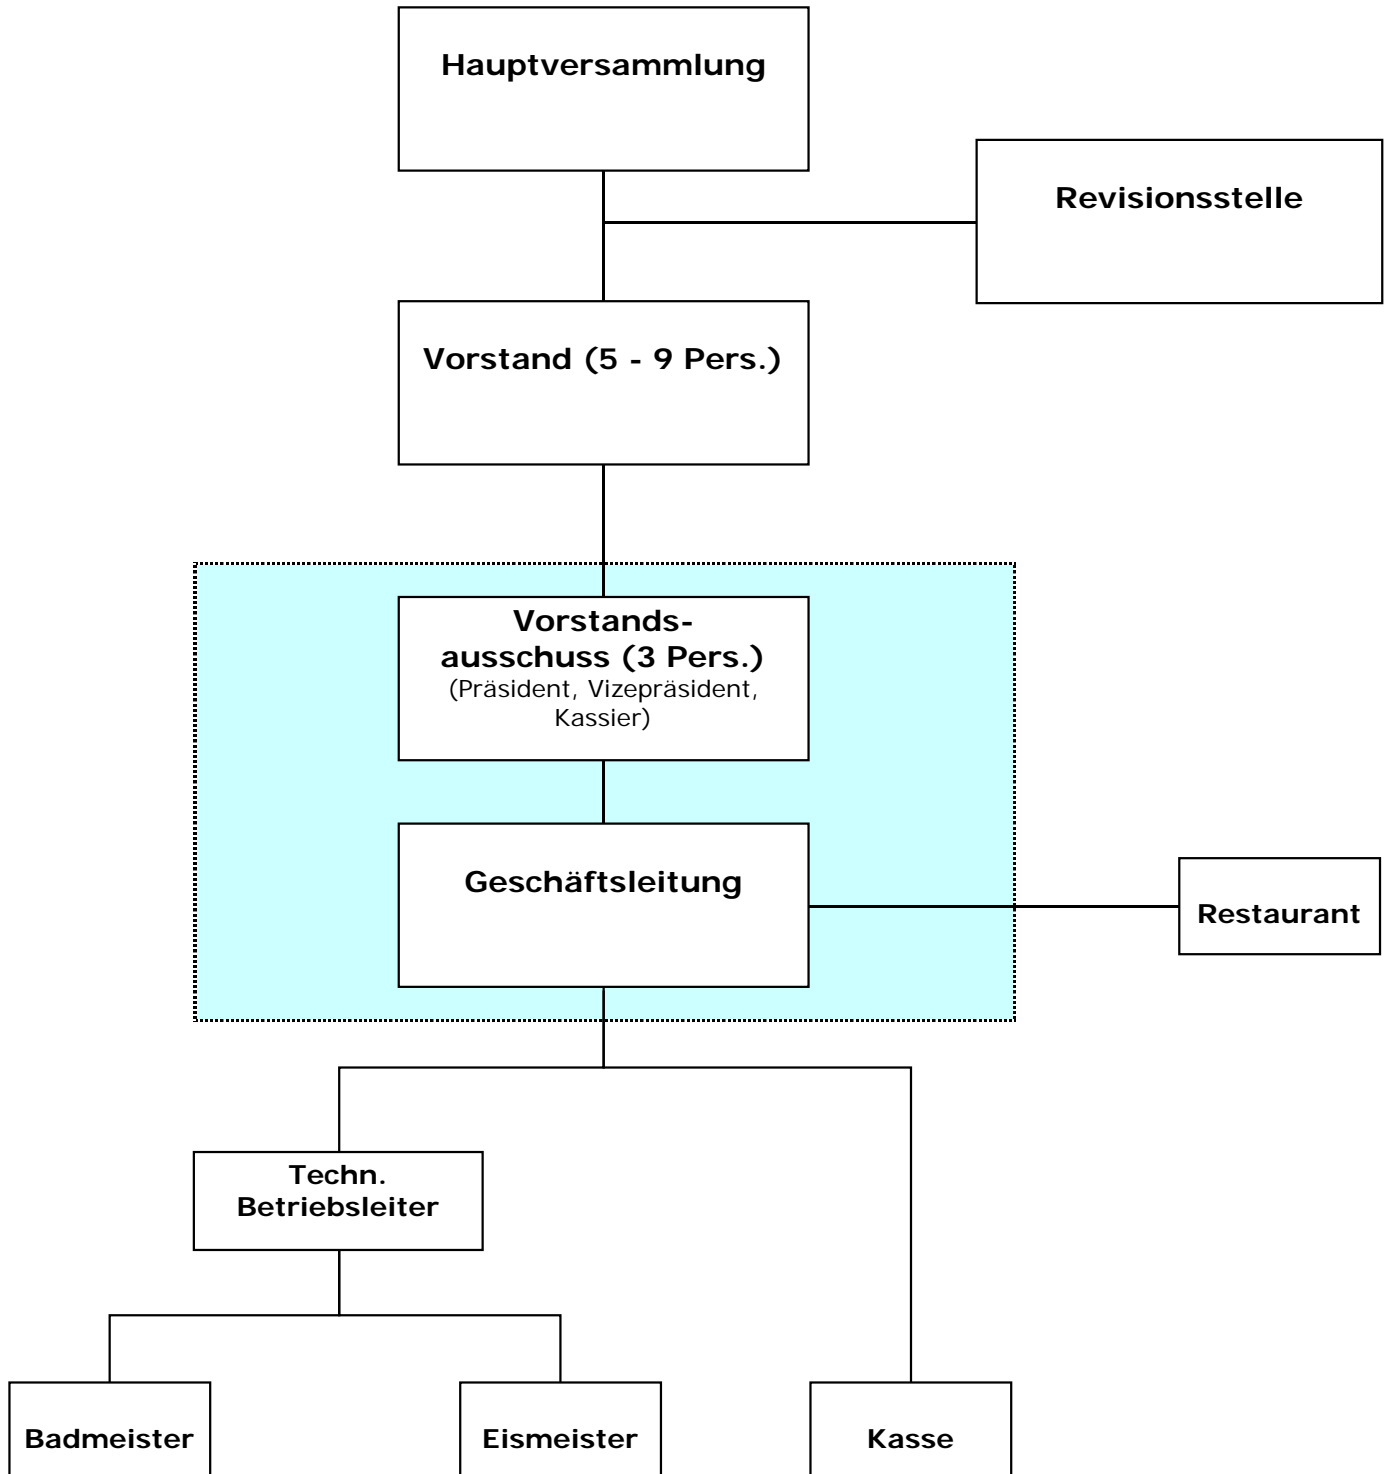 Hauptversammlung
Revisionsstelle
Vorstand (5 - 9 Pers.)
Vorstands-
ausschuss (3 Pers.)
(Präsident, Vizepräsident,
Kassier)
Geschäftsleitung
Restaurant
Techn.
Betriebsleiter
Badmeister
Eismeister
Kasse